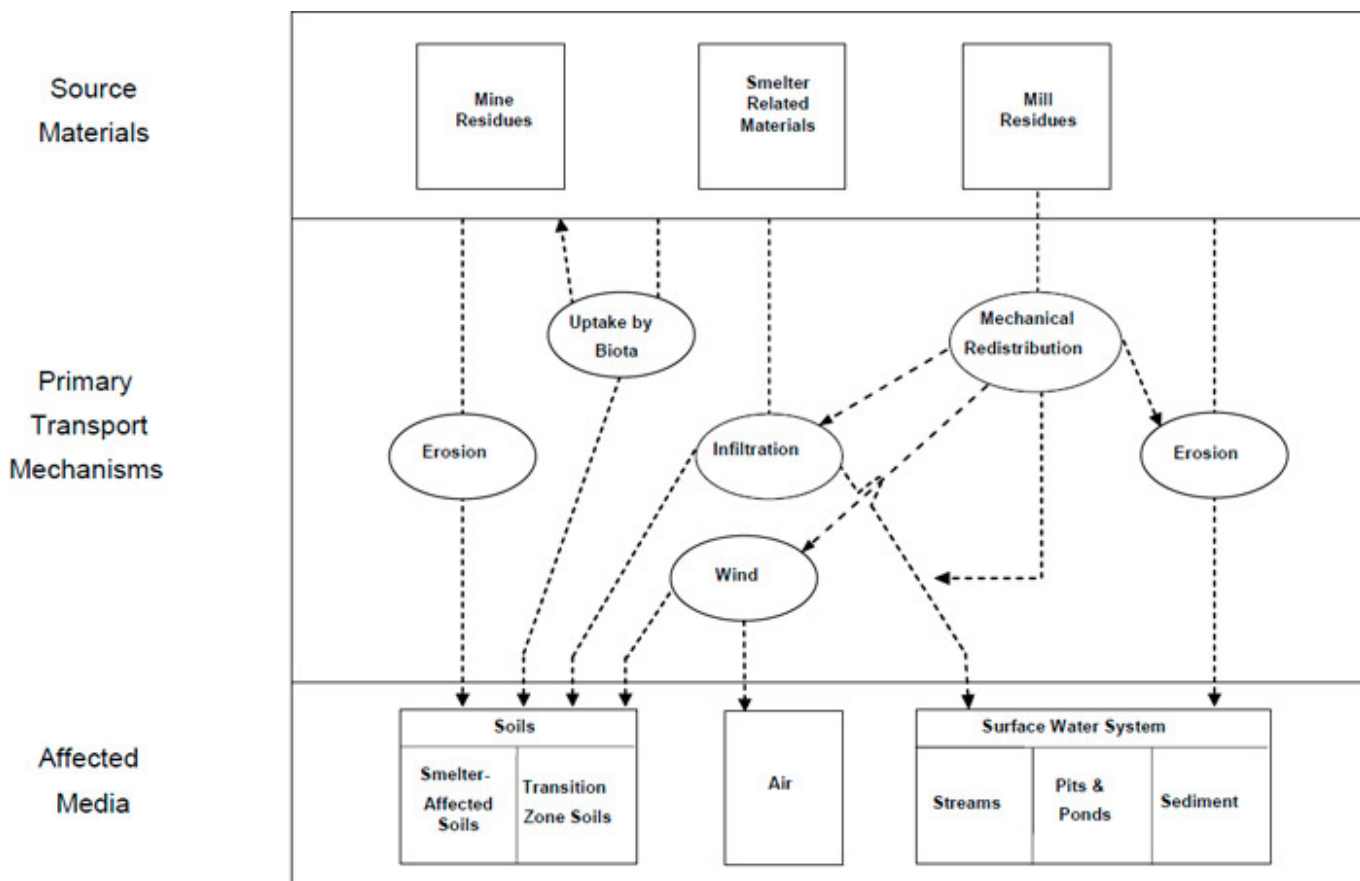 Source
Materials
Mine
Residues
Smelter
Related
Materials
Mill
Residues
Primary
Transport
Mechanisms
Uptake by
Biota
Mechanical
Redistribution
Erosion
Infiltration
Erosion
Wind
Affected
Media
Soils
Smelter-
Affected
Soils
Transition
Zone Soils
Air
Surface Water System
Streams
Pits &
Ponds
Sediment